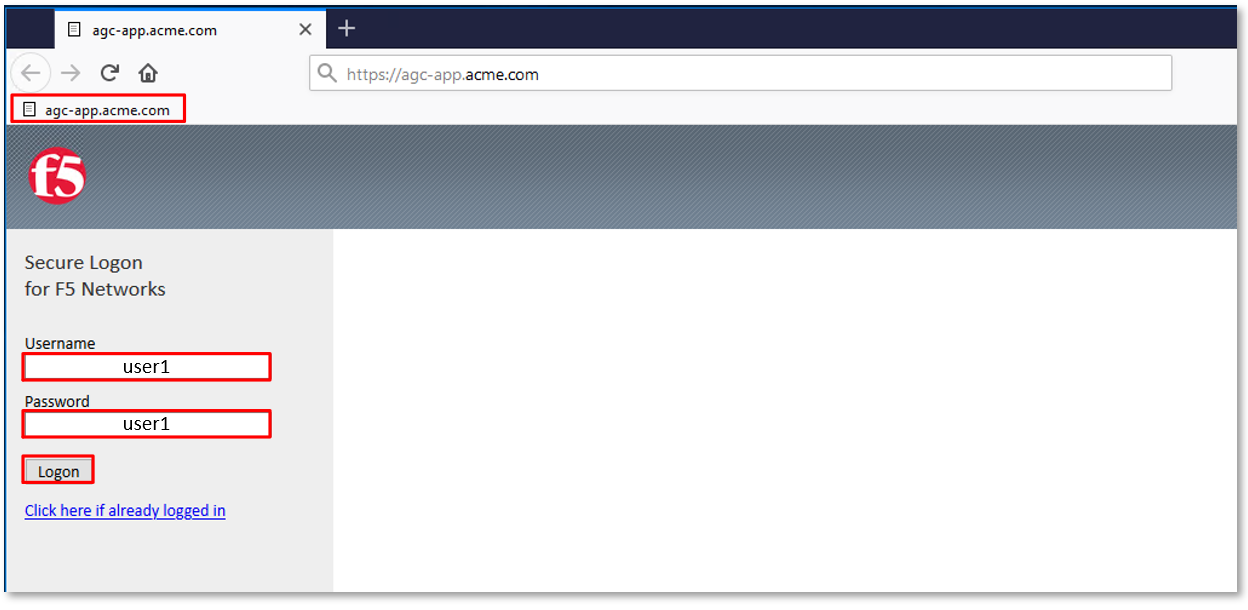 agc-app.acme.com
https://agc-app.acme.com
agc-app.acme.com
f5
Secure Logon
for F5 Networks
Username
user1
Password
user1
Logon
Click here if already logged in